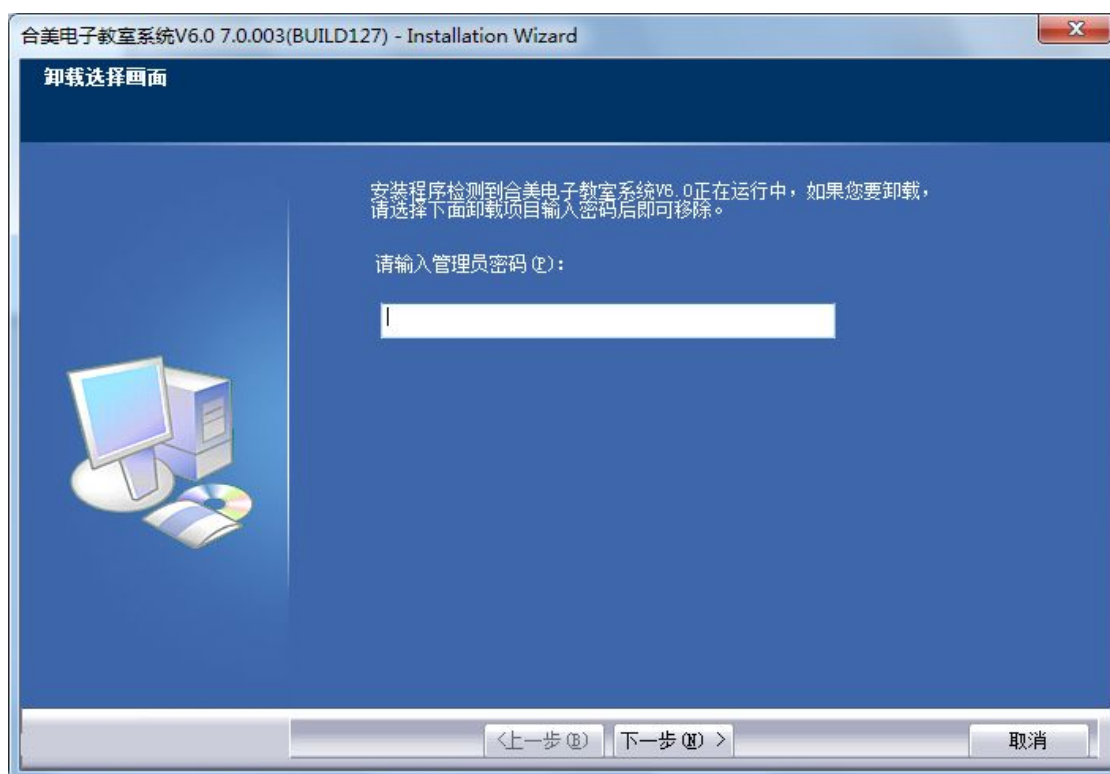 合美电子教室系统V6.0 7.0.003(BUILD127) - Installation Wizard
卸载选择画面
安装程序检测到合美电子教室系统V6.0正在运行中，如果您要卸载，
请选择下面卸载项目输入密码后即可移除。
请输入管理员密码(P)：
<上一步(B)
下一步(N) >
取消